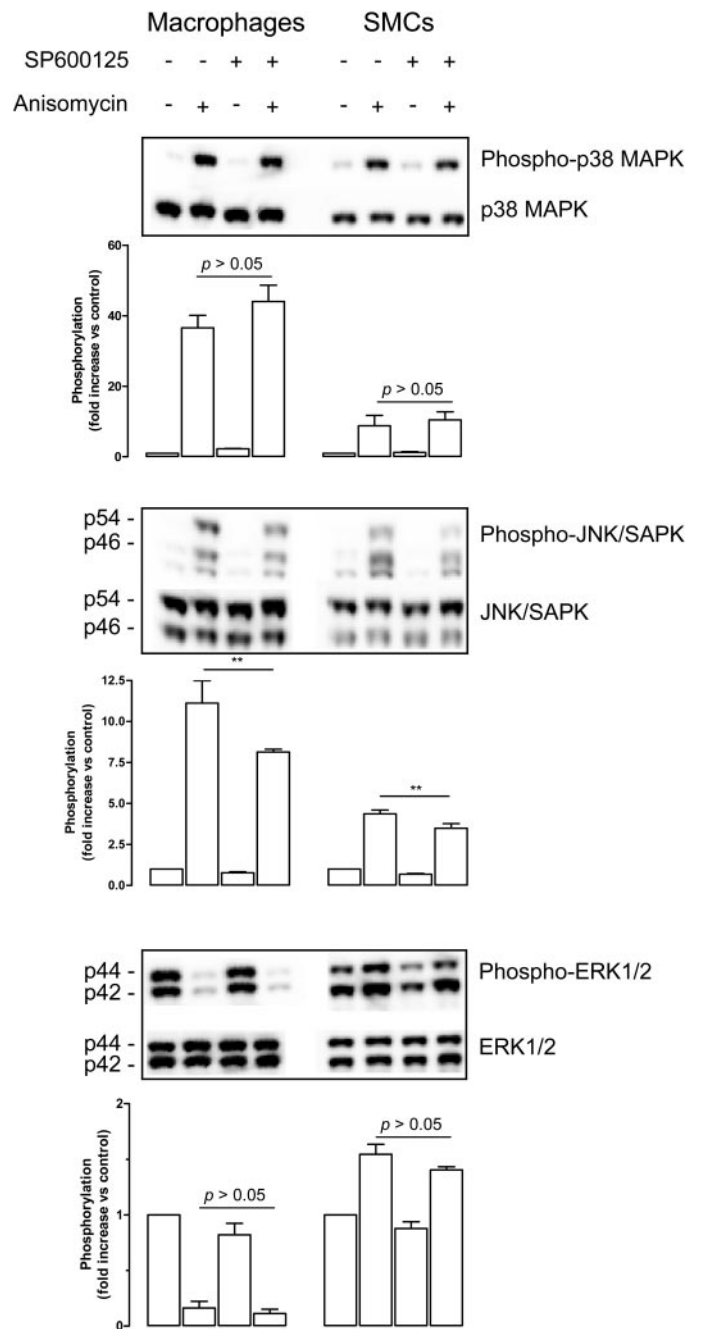 Macrophages SMCs
SP600125 - - + + - - + +
Anisomycin - + - + - + - +
Phospho-p38 MAPK
p38 MAPK
Phosphorylation
(fold increase vs control)
60
40
20
0
p > 0.05
p > 0.05
p54 -
p46 -
Phospho-JNK/SAPK
p54 -
p46 -
JNK/SAPK
Phosphorylation
(fold increase vs control)
12.5
10.0
7.5
5.0
2.5
0.0
**
**
p44 -
p42 -
Phospho-ERK1/2
p44 -
p42 -
ERK1/2
Phosphorylation
(fold increase vs control)
2
1
0
p > 0.05
p > 0.05